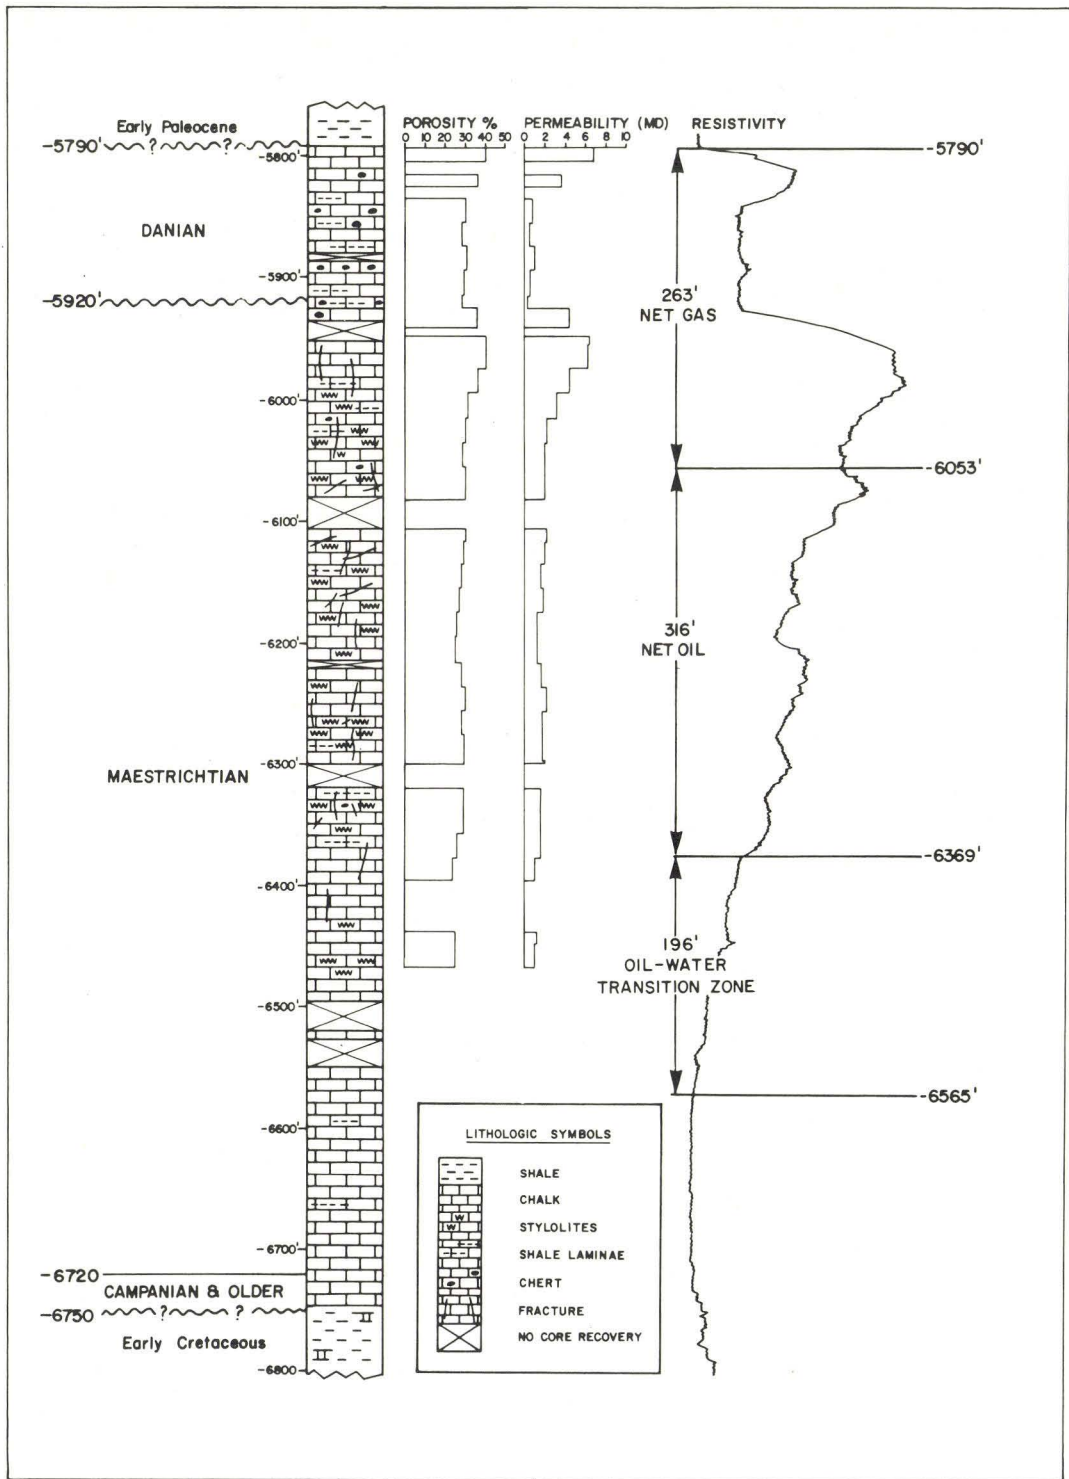 Early Paleocene
-5790'
? ?
DANIAN
-5920'
MAESTRICHTIAN
-6720
CAMPANIAN & OLDER
-6750
? ?
Early Cretaceous
-5800'
-5900'
-6000'
-6100'
-6200'
-6300'
-6400'
-6500'
-6600'
-6700'
-6800'
POROSITY %
0 10 20 30 40 50
PERMEABILITY (MD)
0 2 4 6 8 10
RESISTIVITY
-5790'
263'
NET GAS
-6053'
316'
NET OIL
-6369'
196'
OIL-WATER
TRANSITION ZONE
-6565'
LITHOLOGIC SYMBOLS
SHALE
CHALK
STYLOLITES
SHALE LAMINAE
CHERT
FRACTURE
NO CORE RECOVERY